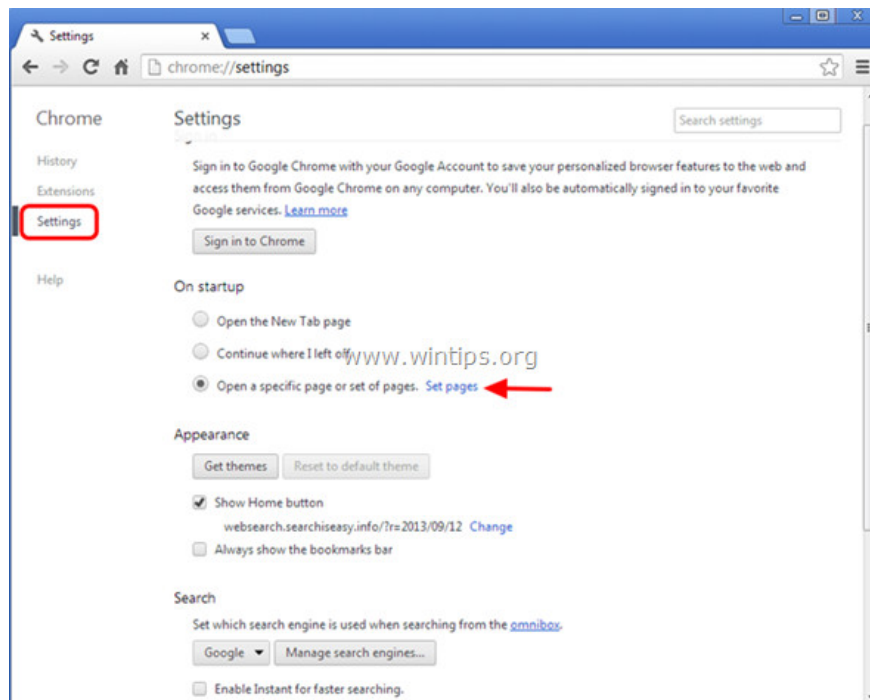 Settings
chrome://settings
Chrome
Settings
Search settings
History
Extensions
Settings
Help
Sign in
Sign in to Google Chrome with your Google Account to save your personalized browser features to the web and
access them from Google Chrome on any computer. You'll also be automatically signed in to your favorite
Google services. Learn more
Sign in to Chrome
On startup
Open the New Tab page
Continue where I left off
www.wintips.org
Open a specific page or set of pages. Set pages
Appearance
Get themes Reset to default theme
Show Home button
websearch.searchiseasy.info/?r=2013/09/12 Change
Always show the bookmarks bar
Search
Set which search engine is used when searching from the omnibox.
Google Manage search engines...
Enable Instant for faster searching.